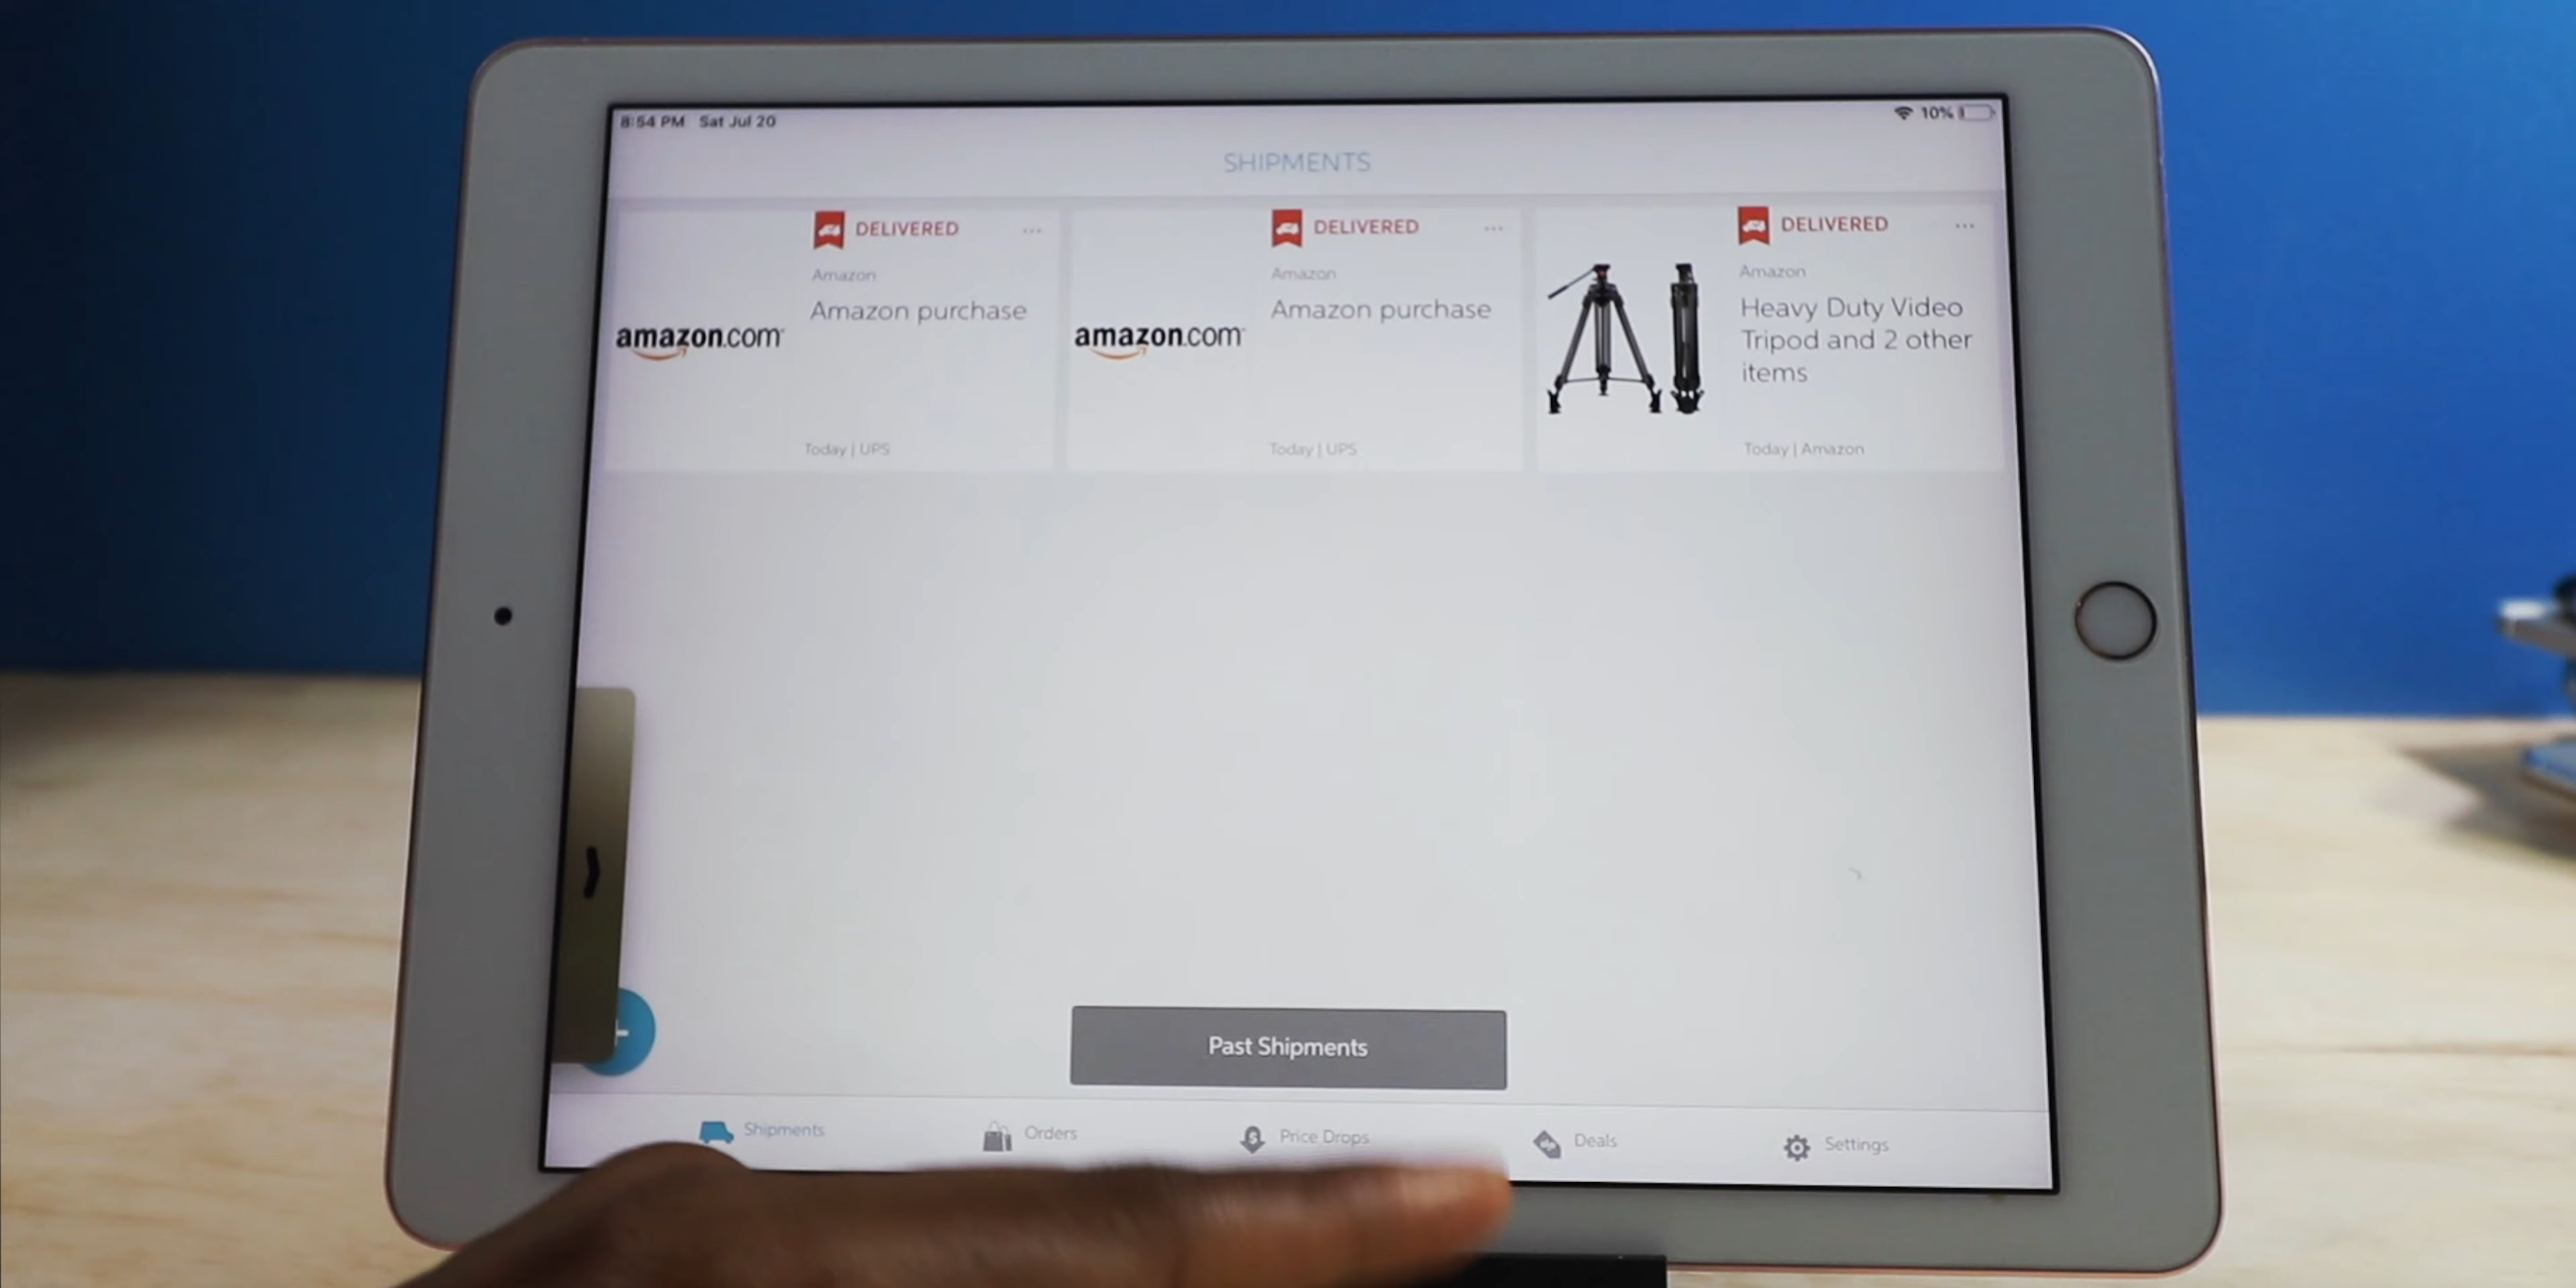 8:54 PM Sat Jul 20
10%
SHIPMENTS
DELIVERED
Amazon
Amazon purchase
amazon.com
Today | UPS
DELIVERED
Amazon
Amazon purchase
amazon.com
Today | UPS
DELIVERED
Amazon
Heavy Duty Video
Tripod and 2 other
items
Today | Amazon
Past Shipments
Shipments
Orders
Price Drops
Deals
Settings